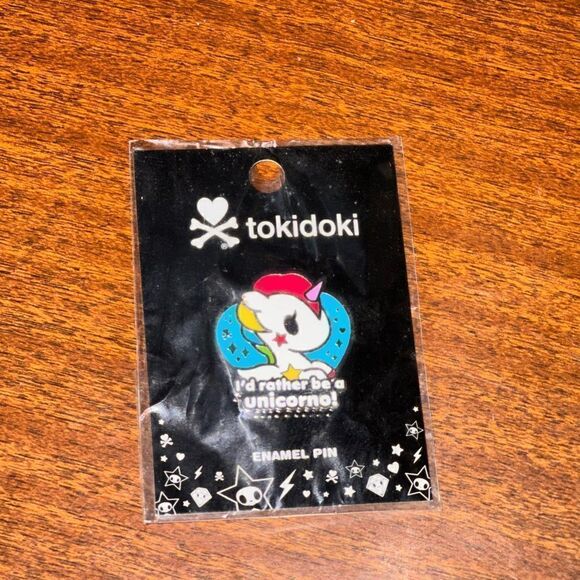 tokidoki
I'd rather be a
unicorno!
ENAMEL PIN